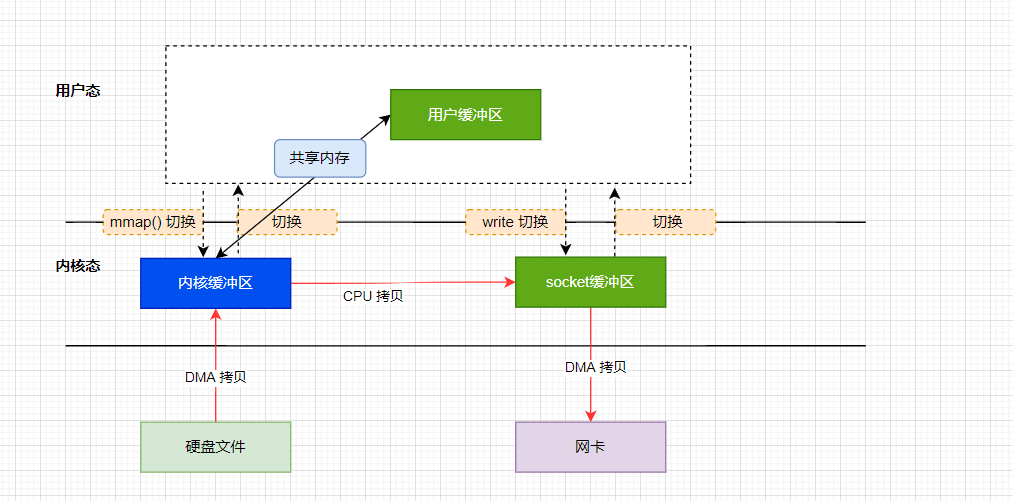 用户态
用户缓冲区
共享内存
mmap() 切换
切换
write 切换
切换
内核态
内核缓冲区
socket缓冲区
CPU 拷贝
DMA 拷贝
DMA 拷贝
硬盘文件
网卡